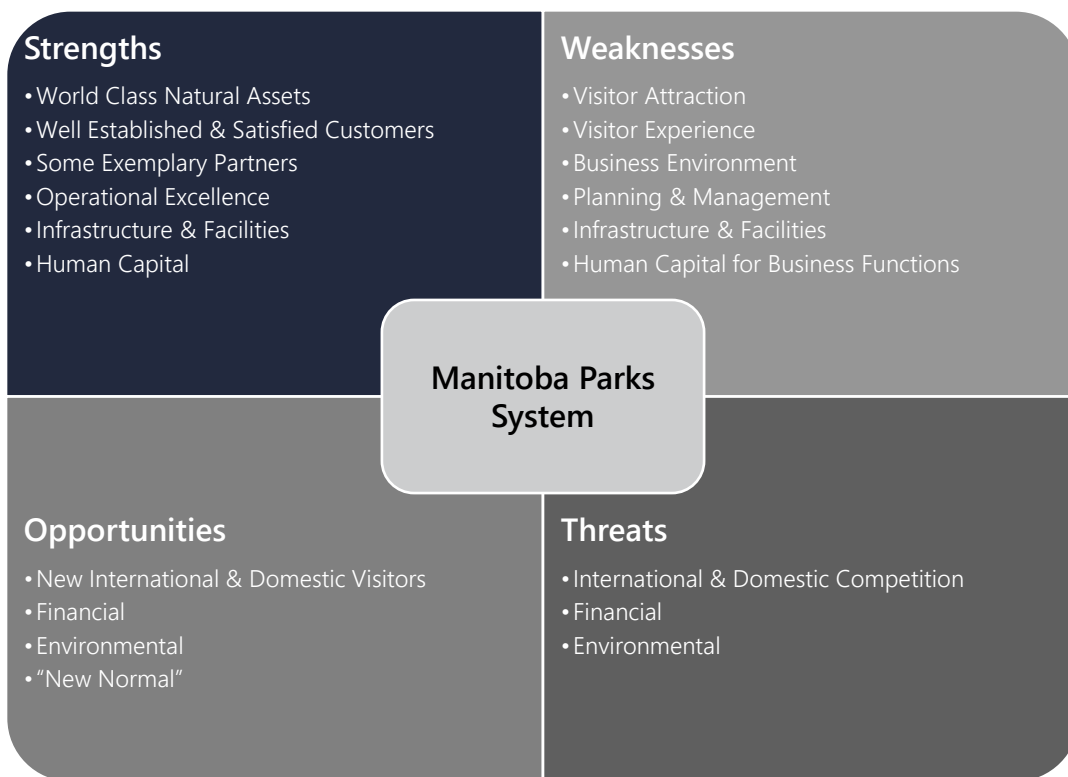 Strengths
•World Class Natural Assets
•Well Established & Satisfied Customers
•Some Exemplary Partners
•Operational Excellence
•Infrastructure & Facilities
•Human Capital
Weaknesses
•Visitor Attraction
•Visitor Experience
•Business Environment
•Planning & Management
•Infrastructure & Facilities
•Human Capital for Business Functions
Manitoba Parks
System
Opportunities
•New International & Domestic Visitors
•Financial
•Environmental
•“New Normal”
Threats
•International & Domestic Competition
•Financial
•Environmental